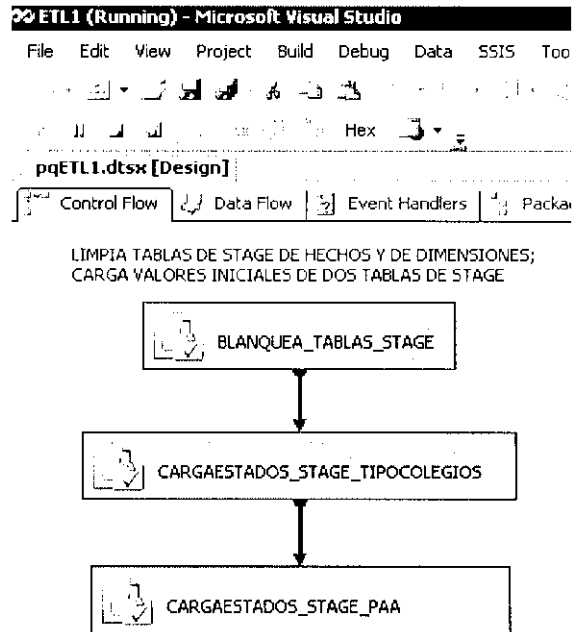 ETL1 (Running) - Microsoft Visual Studio
File Edit View Project Build Debug Data SSIS Too
Hex
pqETL1.dtsx [Design]
Control Flow Data Flow Event Handlers Packa
LIMPIA TABLAS DE STAGE DE HECHOS Y DE DIMENSIONES;
CARGA VALORES INICIALES DE DOS TABLAS DE STAGE
BLANQUEA_TABLAS_STAGE
CARGAESTADOS_STAGE_TIPOCOLEGIOS
CARGAESTADOS_STAGE_PAA